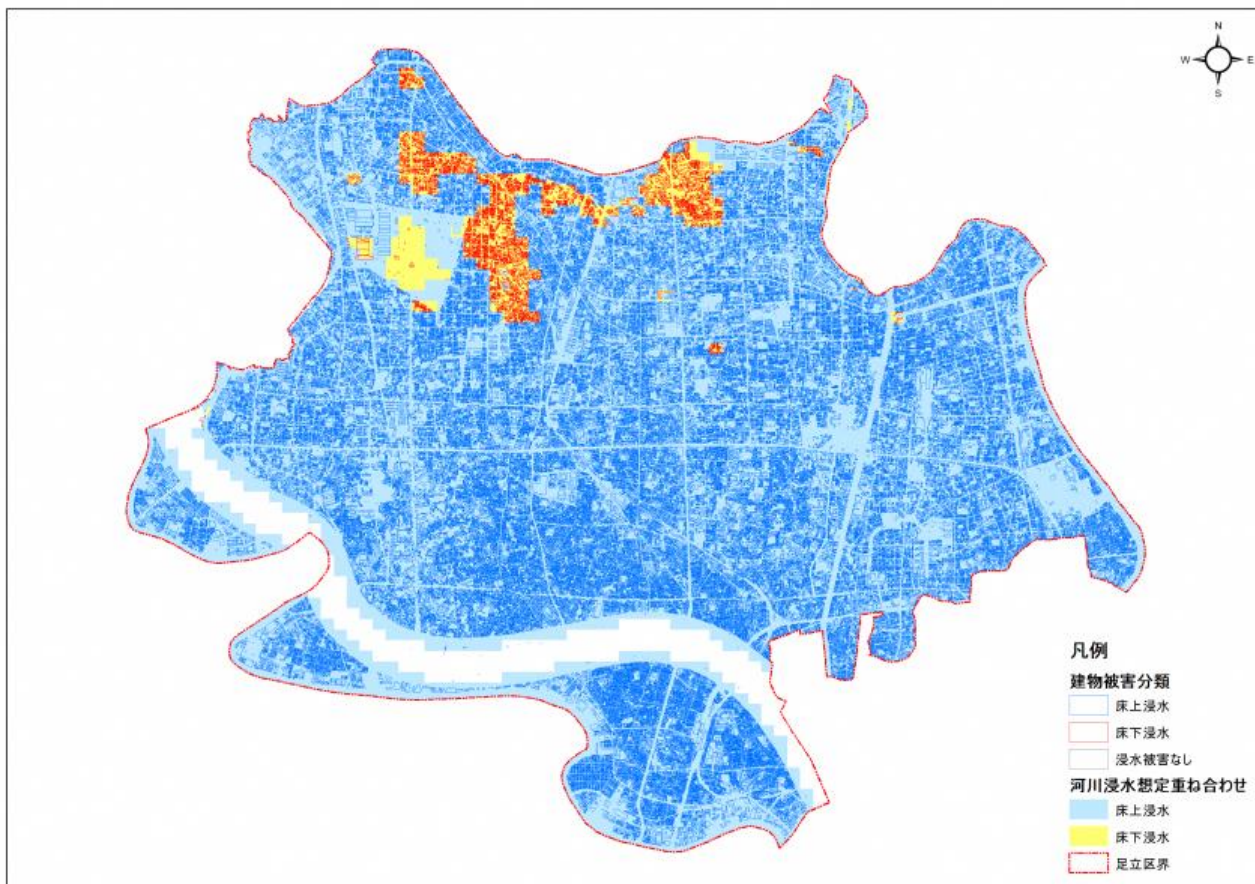 N
W E
S
凡例
建物被害分類
床上浸水
床下浸水
浸水被害なし
河川浸水想定重ね合わせ
床上浸水
床下浸水
足立区界